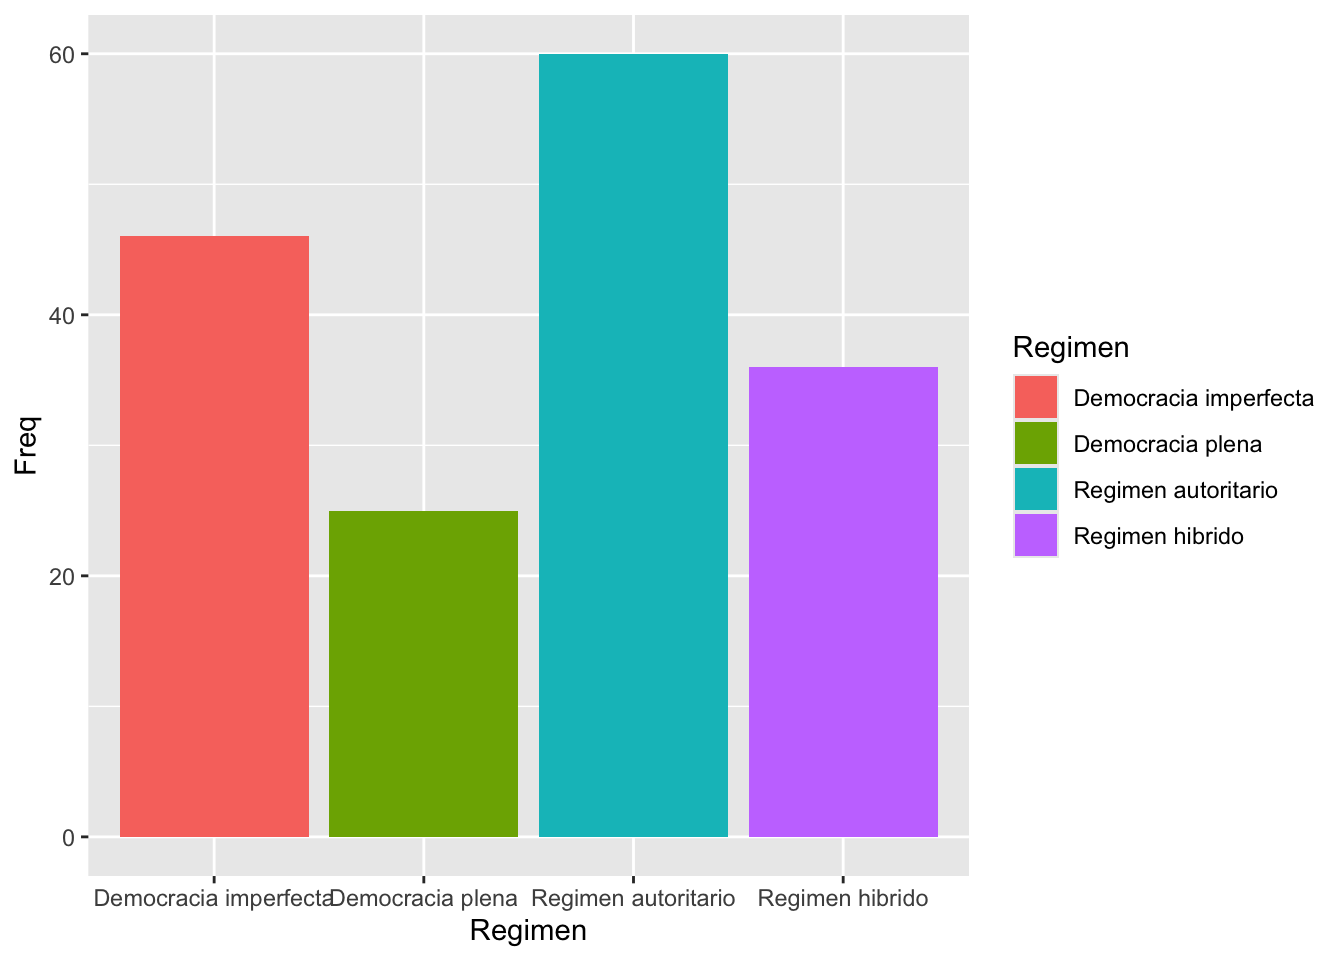 60
40
20
0
Freq
Democracia imperfecta
Democracia plena
Regimen autoritario
Regimen hibrido
Regimen
Regimen
Democracia imperfecta
Democracia plena
Regimen autoritario
Regimen hibrido